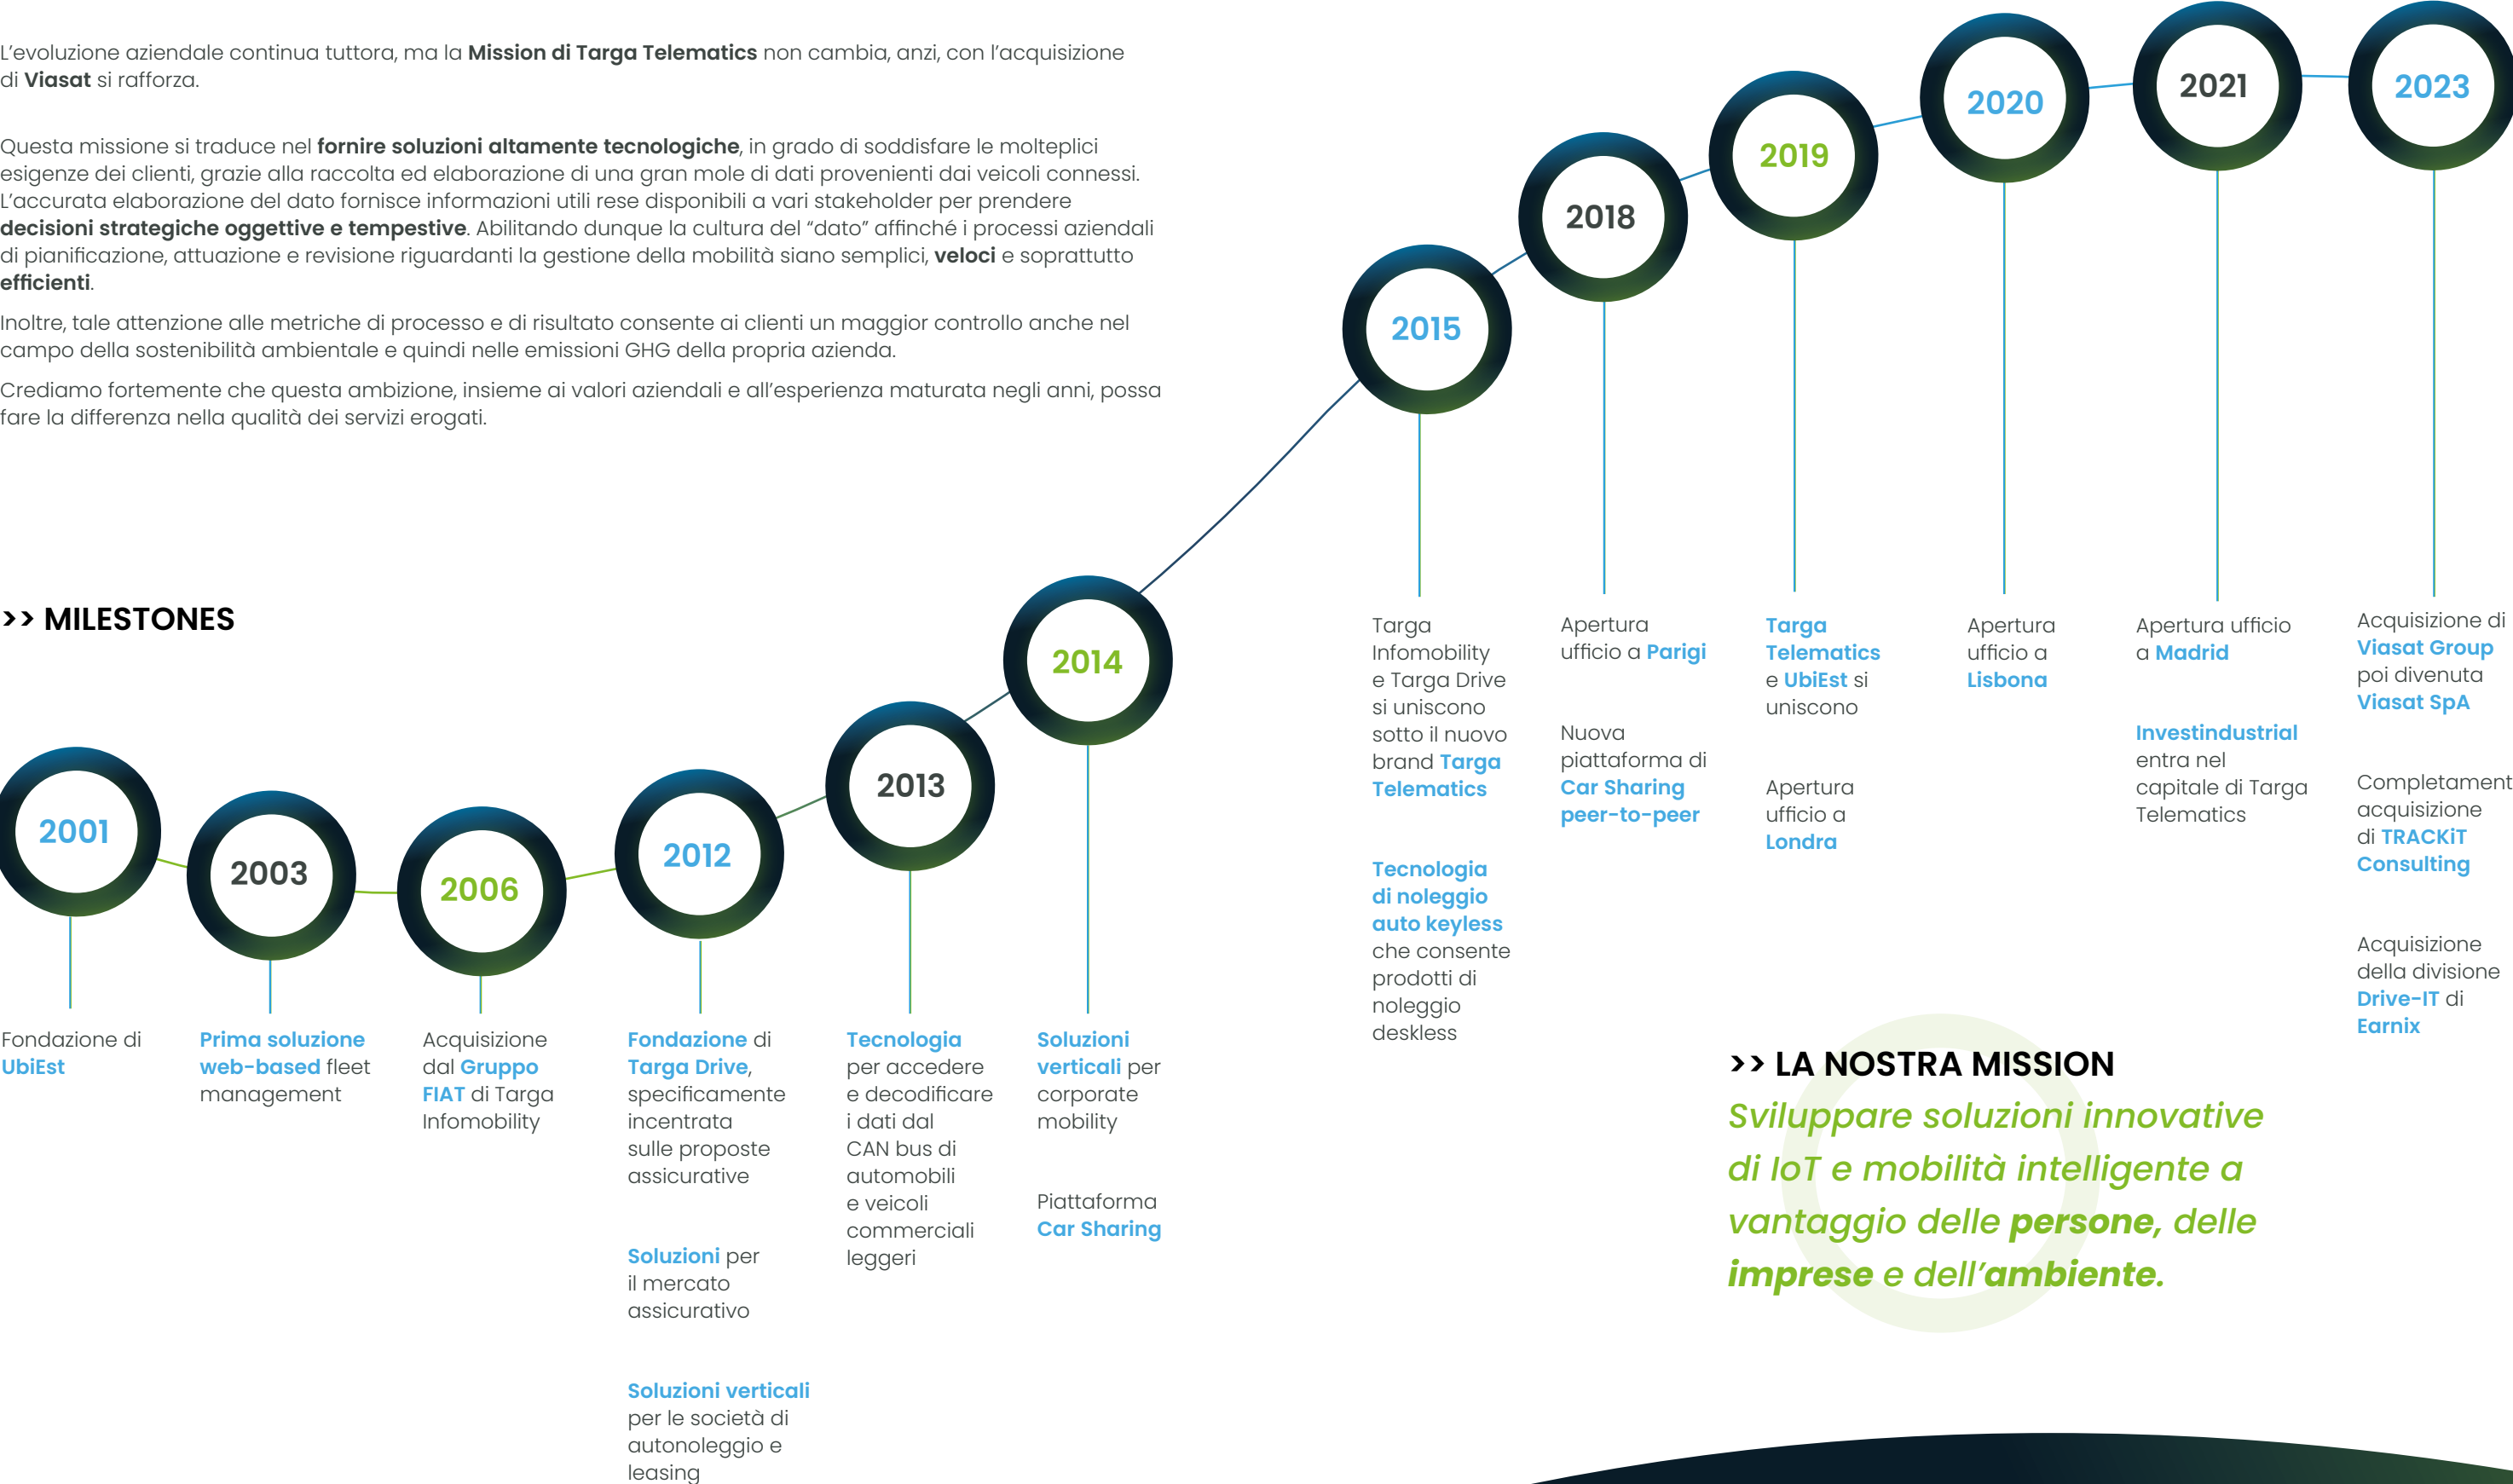 L’evoluzione aziendale continua tuttora, ma la Mission di Targa Telematics non cambia, anzi, con l’acquisizione
di Viasat si rafforza.
Questa missione si traduce nel fornire soluzioni altamente tecnologiche, in grado di soddisfare le molteplici
esigenze dei clienti, grazie alla raccolta ed elaborazione di una gran mole di dati provenienti dai veicoli connessi.
L’accurata elaborazione del dato fornisce informazioni utili rese disponibili a vari stakeholder per prendere
decisioni strategiche oggettive e tempestive. Abilitando dunque la cultura del “dato” affinché i processi aziendali
di pianificazione, attuazione e revisione riguardanti la gestione della mobilità siano semplici, veloci e soprattutto
efficienti.
Inoltre, tale attenzione alle metriche di processo e di risultato consente ai clienti un maggior controllo anche nel
campo della sostenibilità ambientale e quindi nelle emissioni GHG della propria azienda.
Crediamo fortemente che questa ambizione, insieme ai valori aziendali e all’esperienza maturata negli anni, possa
fare la differenza nella qualità dei servizi erogati.
>> MILESTONES
2001
Fondazione di
UbiEst
2003
Prima soluzione
web-based fleet
management
2006
Acquisizione
dal Gruppo
FIAT di Targa
Infomobility
2012
Fondazione di
Targa Drive,
specificamente
incentrata
sulle proposte
assicurative
Soluzioni per
il mercato
assicurativo
Soluzioni verticali
per le società di
autonoleggio e
leasing
2013
Tecnologia
per accedere
e decodificare
i dati dal
CAN bus di
automobili
e veicoli
commerciali
leggeri
2014
Soluzioni
verticali per
corporate
mobility
Piattaforma
Car Sharing
2015
Targa
Infomobility
e Targa Drive
si uniscono
sotto il nuovo
brand Targa
Telematics
Tecnologia
di noleggio
auto keyless
che consente
prodotti di
noleggio
deskless
2018
Apertura
ufficio a Parigi
Nuova
piattaforma di
Car Sharing
peer-to-peer
2019
Targa
Telematics
e UbiEst si
uniscono
Apertura
ufficio a
Londra
2020
Apertura
ufficio a
Lisbona
2021
Apertura ufficio
a Madrid
Investindustrial
entra nel
capitale di Targa
Telematics
2023
Acquisizione di
Viasat Group
poi divenuta
Viasat SpA
Completament
acquisizione
di TRACKiT
Consulting
Acquisizione
della divisione
Drive-IT di
Earnix
>> LA NOSTRA MISSION
Sviluppare soluzioni innovative
di IoT e mobilità intelligente a
vantaggio delle persone, delle
imprese e dell’ambiente.